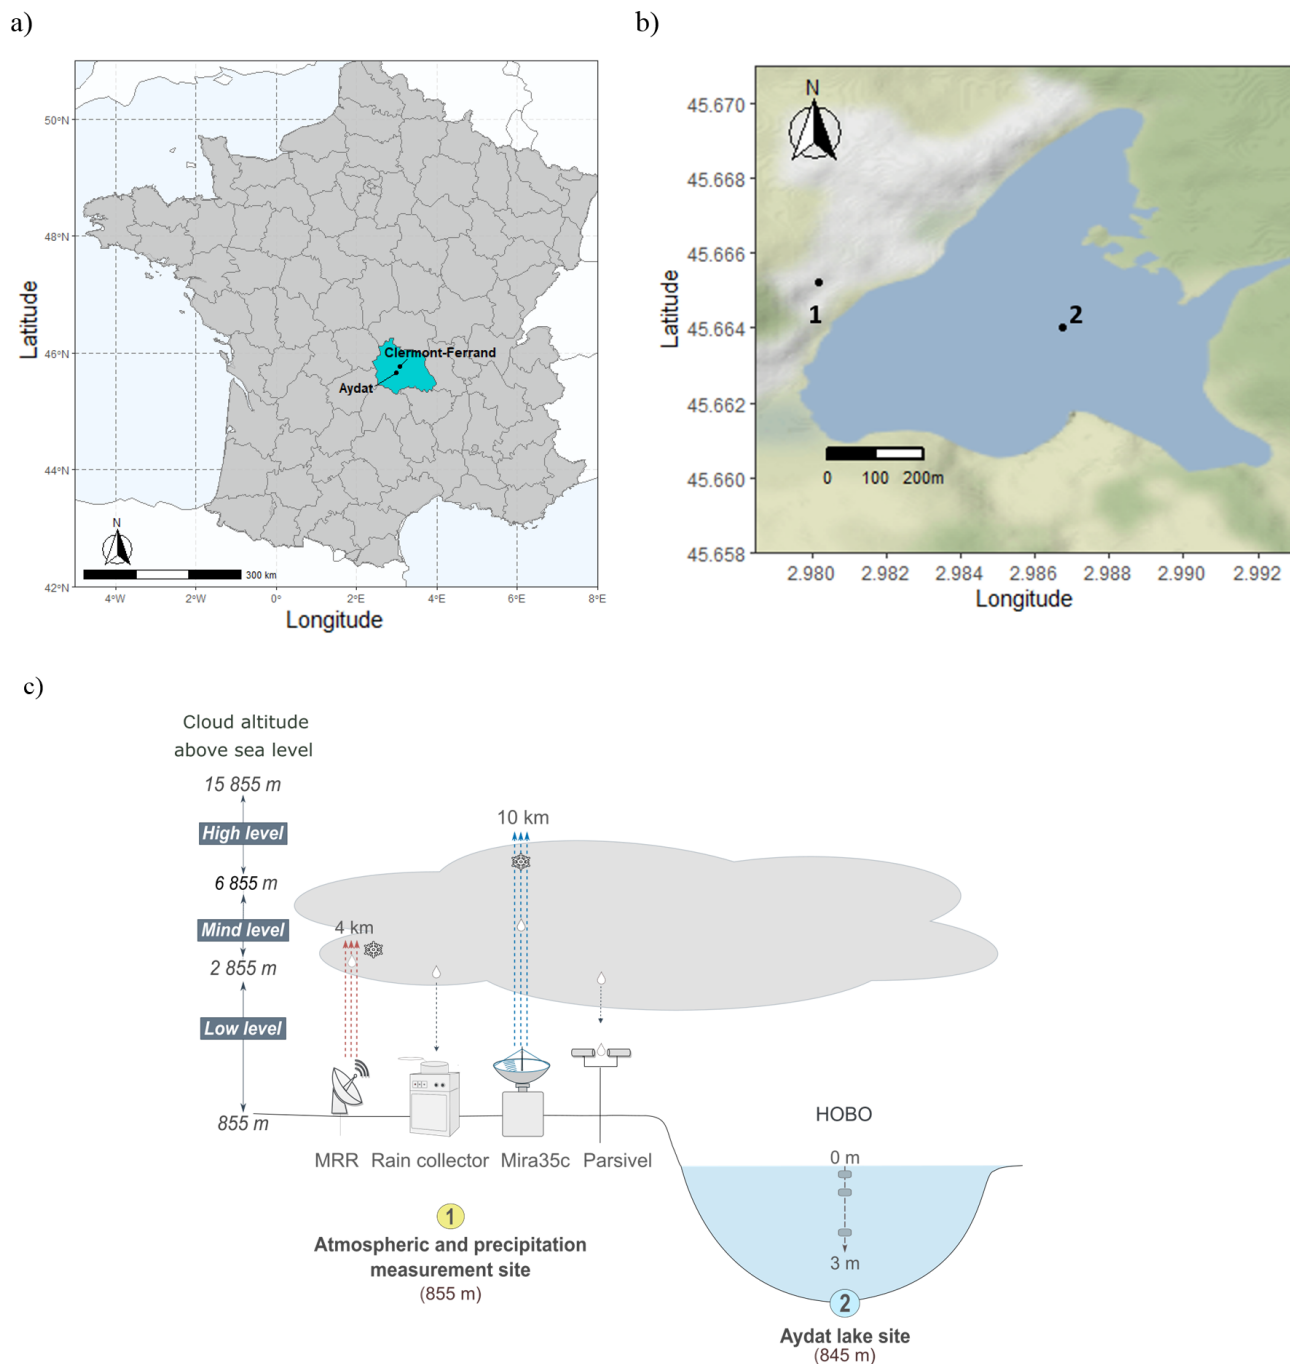 a)
50°N
48°N
46°N
44°N
42°N
Latitude
Clermont-Ferrand
Aydat
N
300 km
4°W
2°W
0°
2°E
4°E
6°E
8°E
Longitude
b)
45.670
45.668
45.666
45.664
45.662
45.660
45.658
Latitude
N
1
2
0 100 200m
2.980 2.982 2.984 2.986 2.988 2.990 2.992
Longitude
c)
Cloud altitude
above sea level
15 855 m
High level
6 855 m
Mind level
2 855 m
Low level
855 m
4 km
10 km
MRR
Rain collector
Mira35c
Parsivel
1
Atmospheric and precipitation
measurement site
(855 m)
HOBO
0 m
3 m
2
Aydat lake site
(845 m)